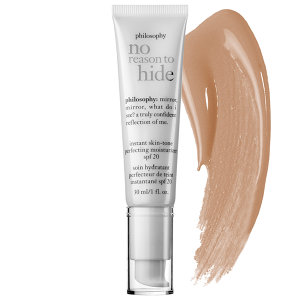 philosophy
no
reason to
hide
philosophy: mirror,
mirror, what do i
see? a truly confident
reflection of me.
instant skin-tone
perfecting moisturizer
spf 20
soin hydratant
perfecteur de teint
instantané spf 20
30 ml/1 fl. oz.